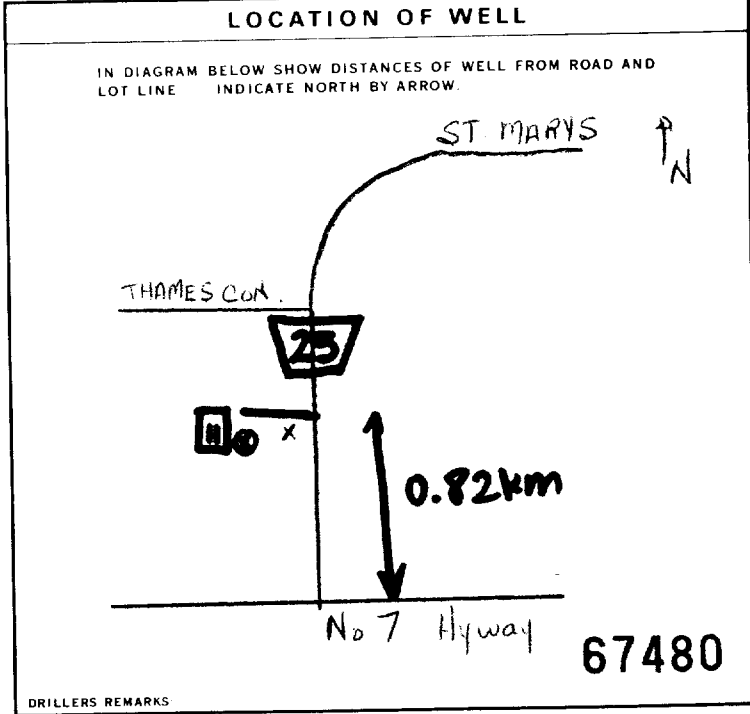 LOCATION OF WELL
IN DIAGRAM BELOW SHOW DISTANCES OF WELL FROM ROAD AND
LOT LINE INDICATE NORTH BY ARROW.
ST. MARYS
N
THAMES CON.
25
H
x
0.82km
No 7 Hyway
67480
DRILLERS REMARKS